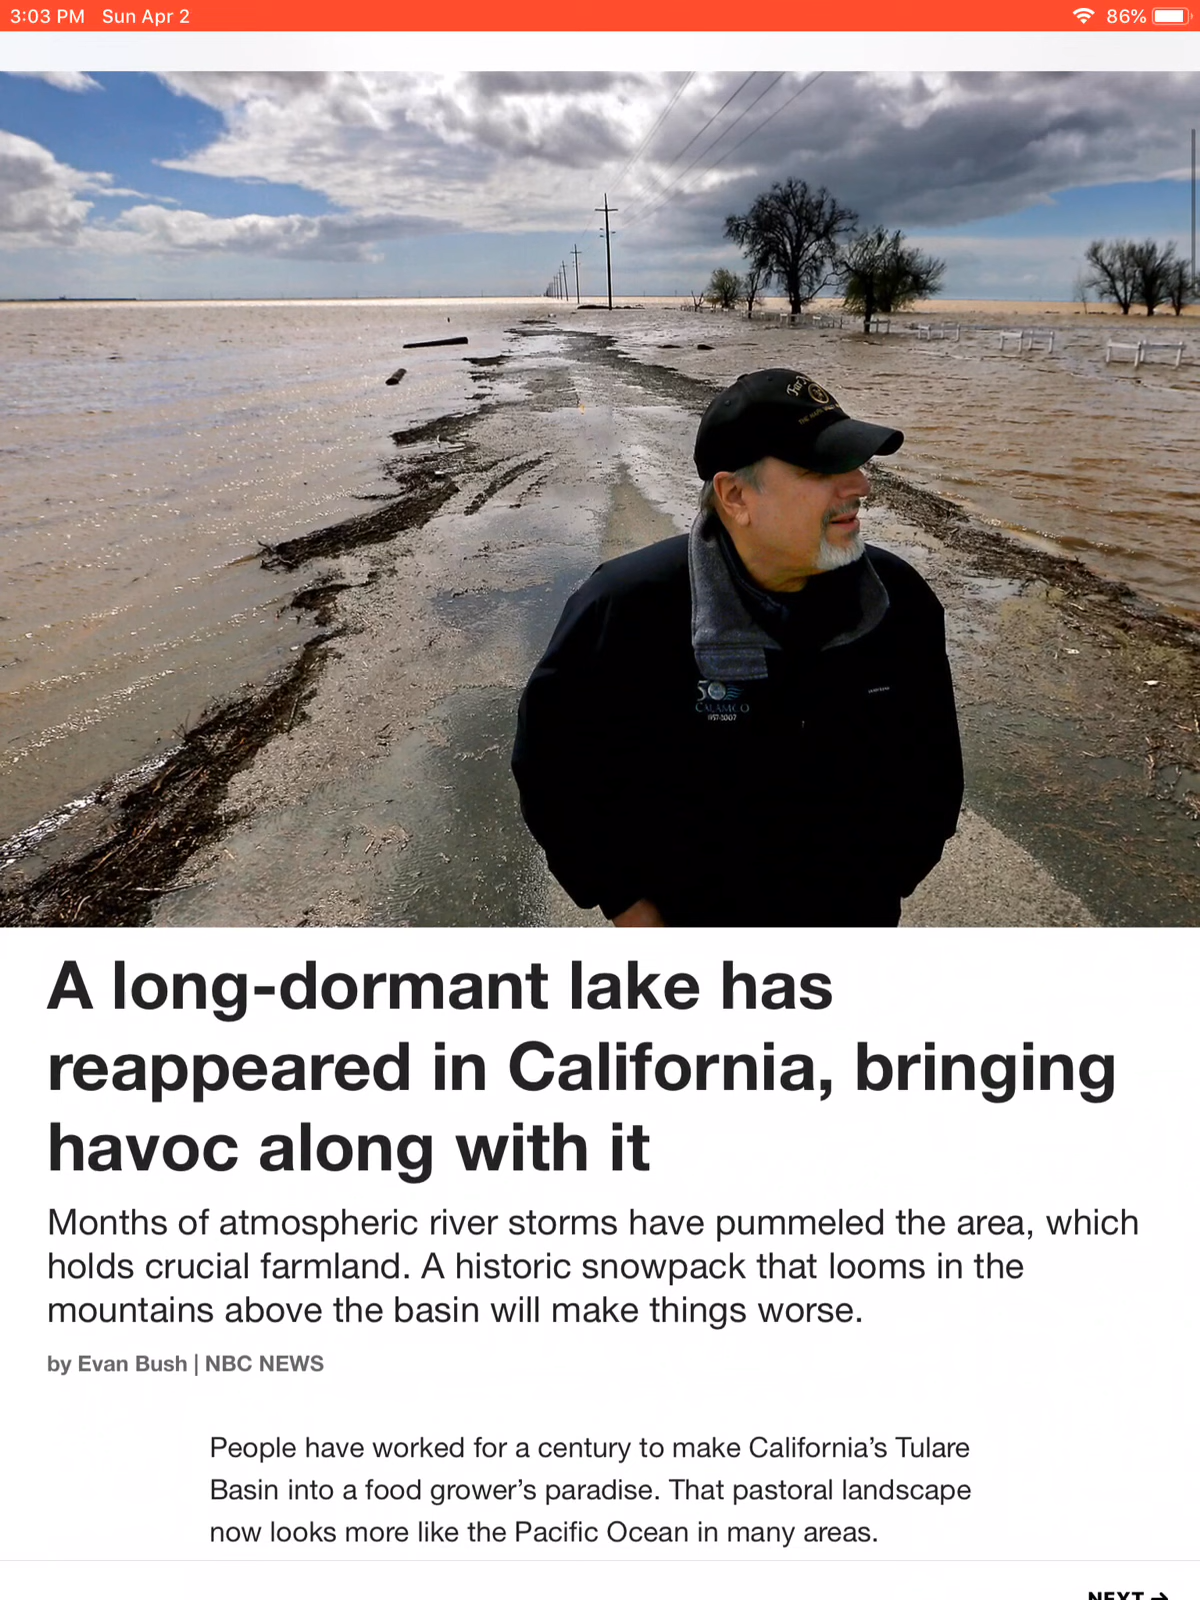 3:03 PM Sun Apr 2
86%
50
CALAMCO
1957-2007
A long-dormant lake has
reappeared in California, bringing
havoc along with it
Months of atmospheric river storms have pummeled the area, which
holds crucial farmland. A historic snowpack that looms in the
mountains above the basin will make things worse.
by Evan Bush | NBC NEWS
People have worked for a century to make California’s Tulare
Basin into a food grower’s paradise. That pastoral landscape
now looks more like the Pacific Ocean in many areas.
NEXT →